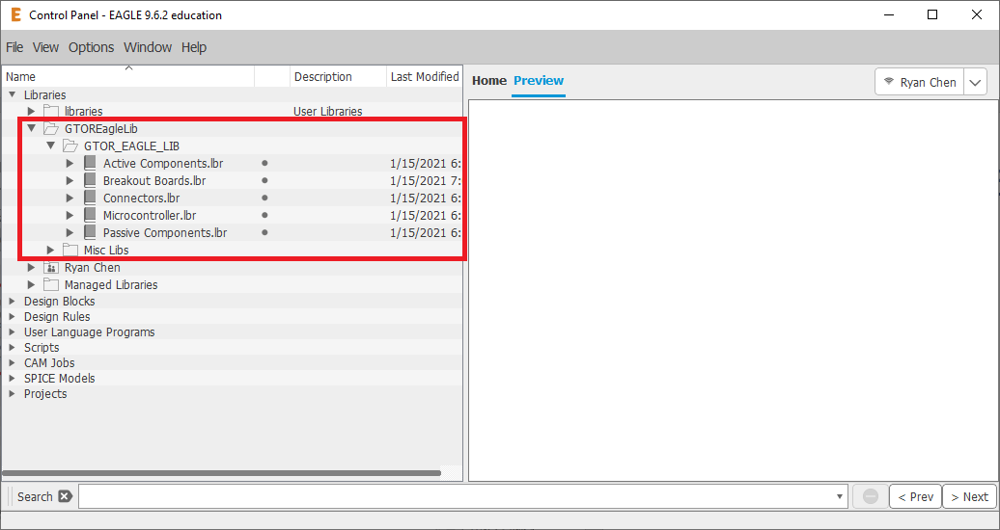 Control Panel - EAGLE 9.6.2 education
File View Options Window Help
Name Description Last Modified
Home Preview
Ryan Chen
Libraries
libraries User Libraries
GTOREagleLib
GTOR_EAGLE_LIB
Active Components.lbr 1/15/2021 6:
Breakout Boards.lbr 1/15/2021 7:
Connectors.lbr 1/15/2021 6:
Microcontroller.lbr 1/15/2021 6:
Passive Components.lbr 1/15/2021 6:
Misc Libs
Ryan Chen
Managed Libraries
Design Blocks
Design Rules
User Language Programs
Scripts
CAM Jobs
SPICE Models
Projects
Search < Prev > Next